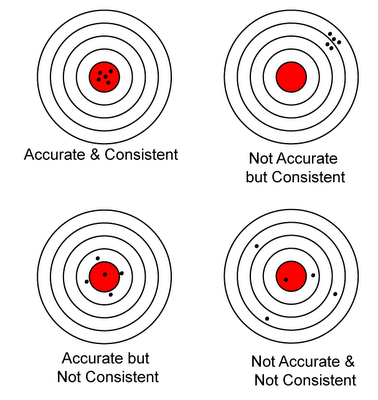 Accurate & Consistent
Not Accurate
but Consistent
Accurate but
Not Consistent
Not Accurate &
Not Consistent